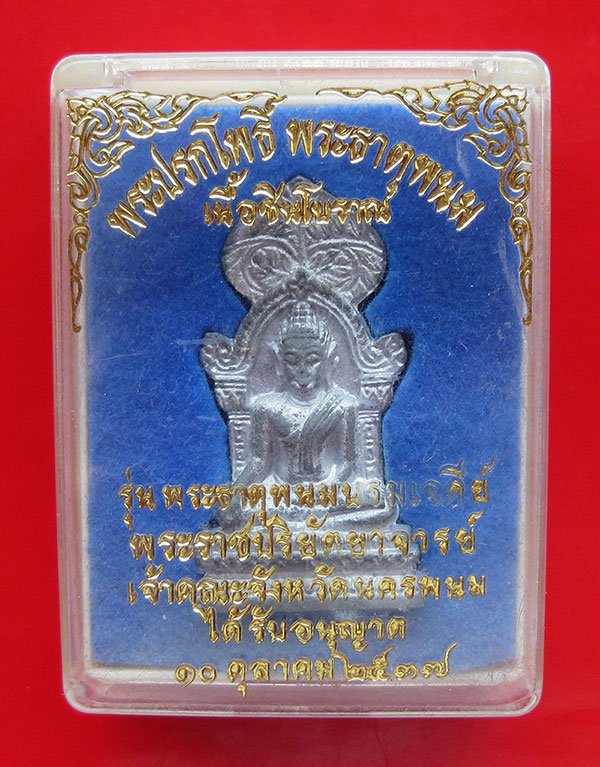 พระปรกโพธิ์ พระธาตุพนม
เนื้อชินโบราณ
รุ่น พระธาตุพนมบรมเจดีย์
พระราชปริยัตยาจารย์
เจ้าคณะจังหวัดนครพนม
ได้รับอนุญาต
๑๐ ตุลาคม ๒๕๓๗